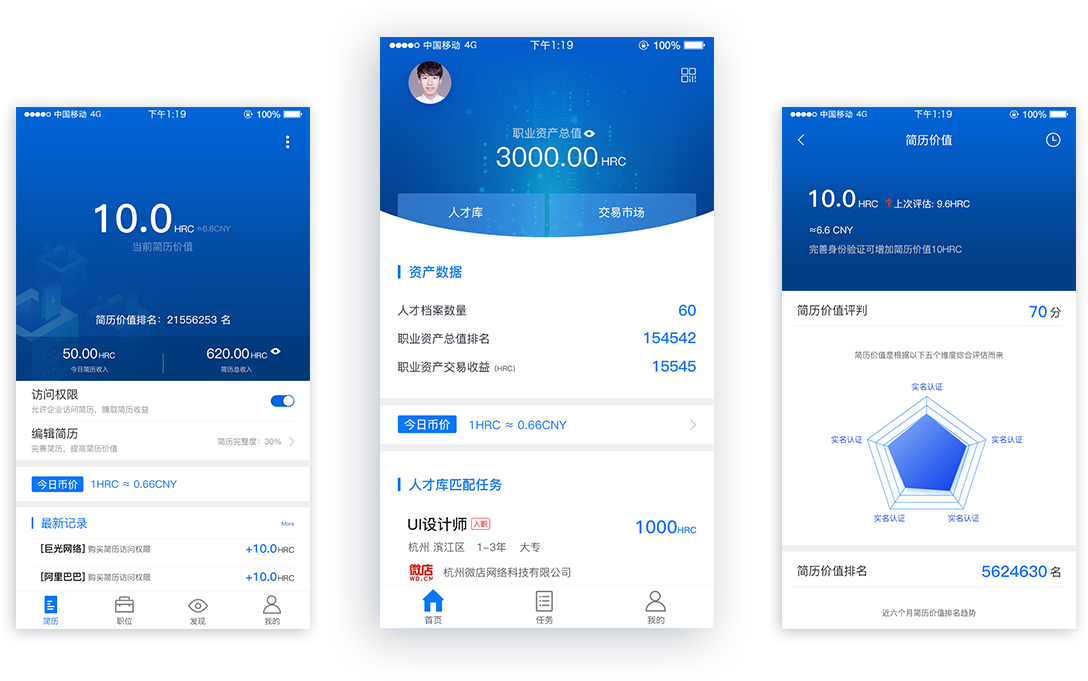 中国移动 4G 下午1:19 100%
10.0 HRC ≈6.6CNY
当前简历价值
简历价值排名：21556253 名
50.00HRC 620.00HRC
今日简历收入 简历总收入
访问权限
允许企业访问简历，赚取简历收益
编辑简历
完善简历，提高简历价值 简历完整度：30%
今日币价 1HRC ≈ 0.66CNY
最新记录 More
[巨光网络] 购买简历访问权限 +10.0HRC
[阿里巴巴] 购买简历访问权限 +10.0HRC
简历 职位 发现 我的
中国移动 4G 下午1:19 100%
职业资产总值
3000.00 HRC
人才库 交易市场
资产数据
人才档案数量 60
职业资产总值排名 154542
职业资产交易收益 (HRC) 15545
今日币价 1HRC ≈ 0.66CNY
人才库匹配任务
UI设计师 入职 1000HRC
杭州 滨江区 1-3年 大专
微店
WD.CN 杭州微店网络科技有限公司
首页 任务 我的
中国移动 4G 下午1:19 100%
简历价值
10.0 HRC 上次评估: 9.6HRC
≈6.6 CNY
完善身份验证可增加简历价值10HRC
简历价值评判 70 分
简历价值是根据以下五个维度综合评估而来
实名认证
实名认证 实名认证
实名认证 实名认证
简历价值排名 5624630 名
近六个月简历价值排名趋势